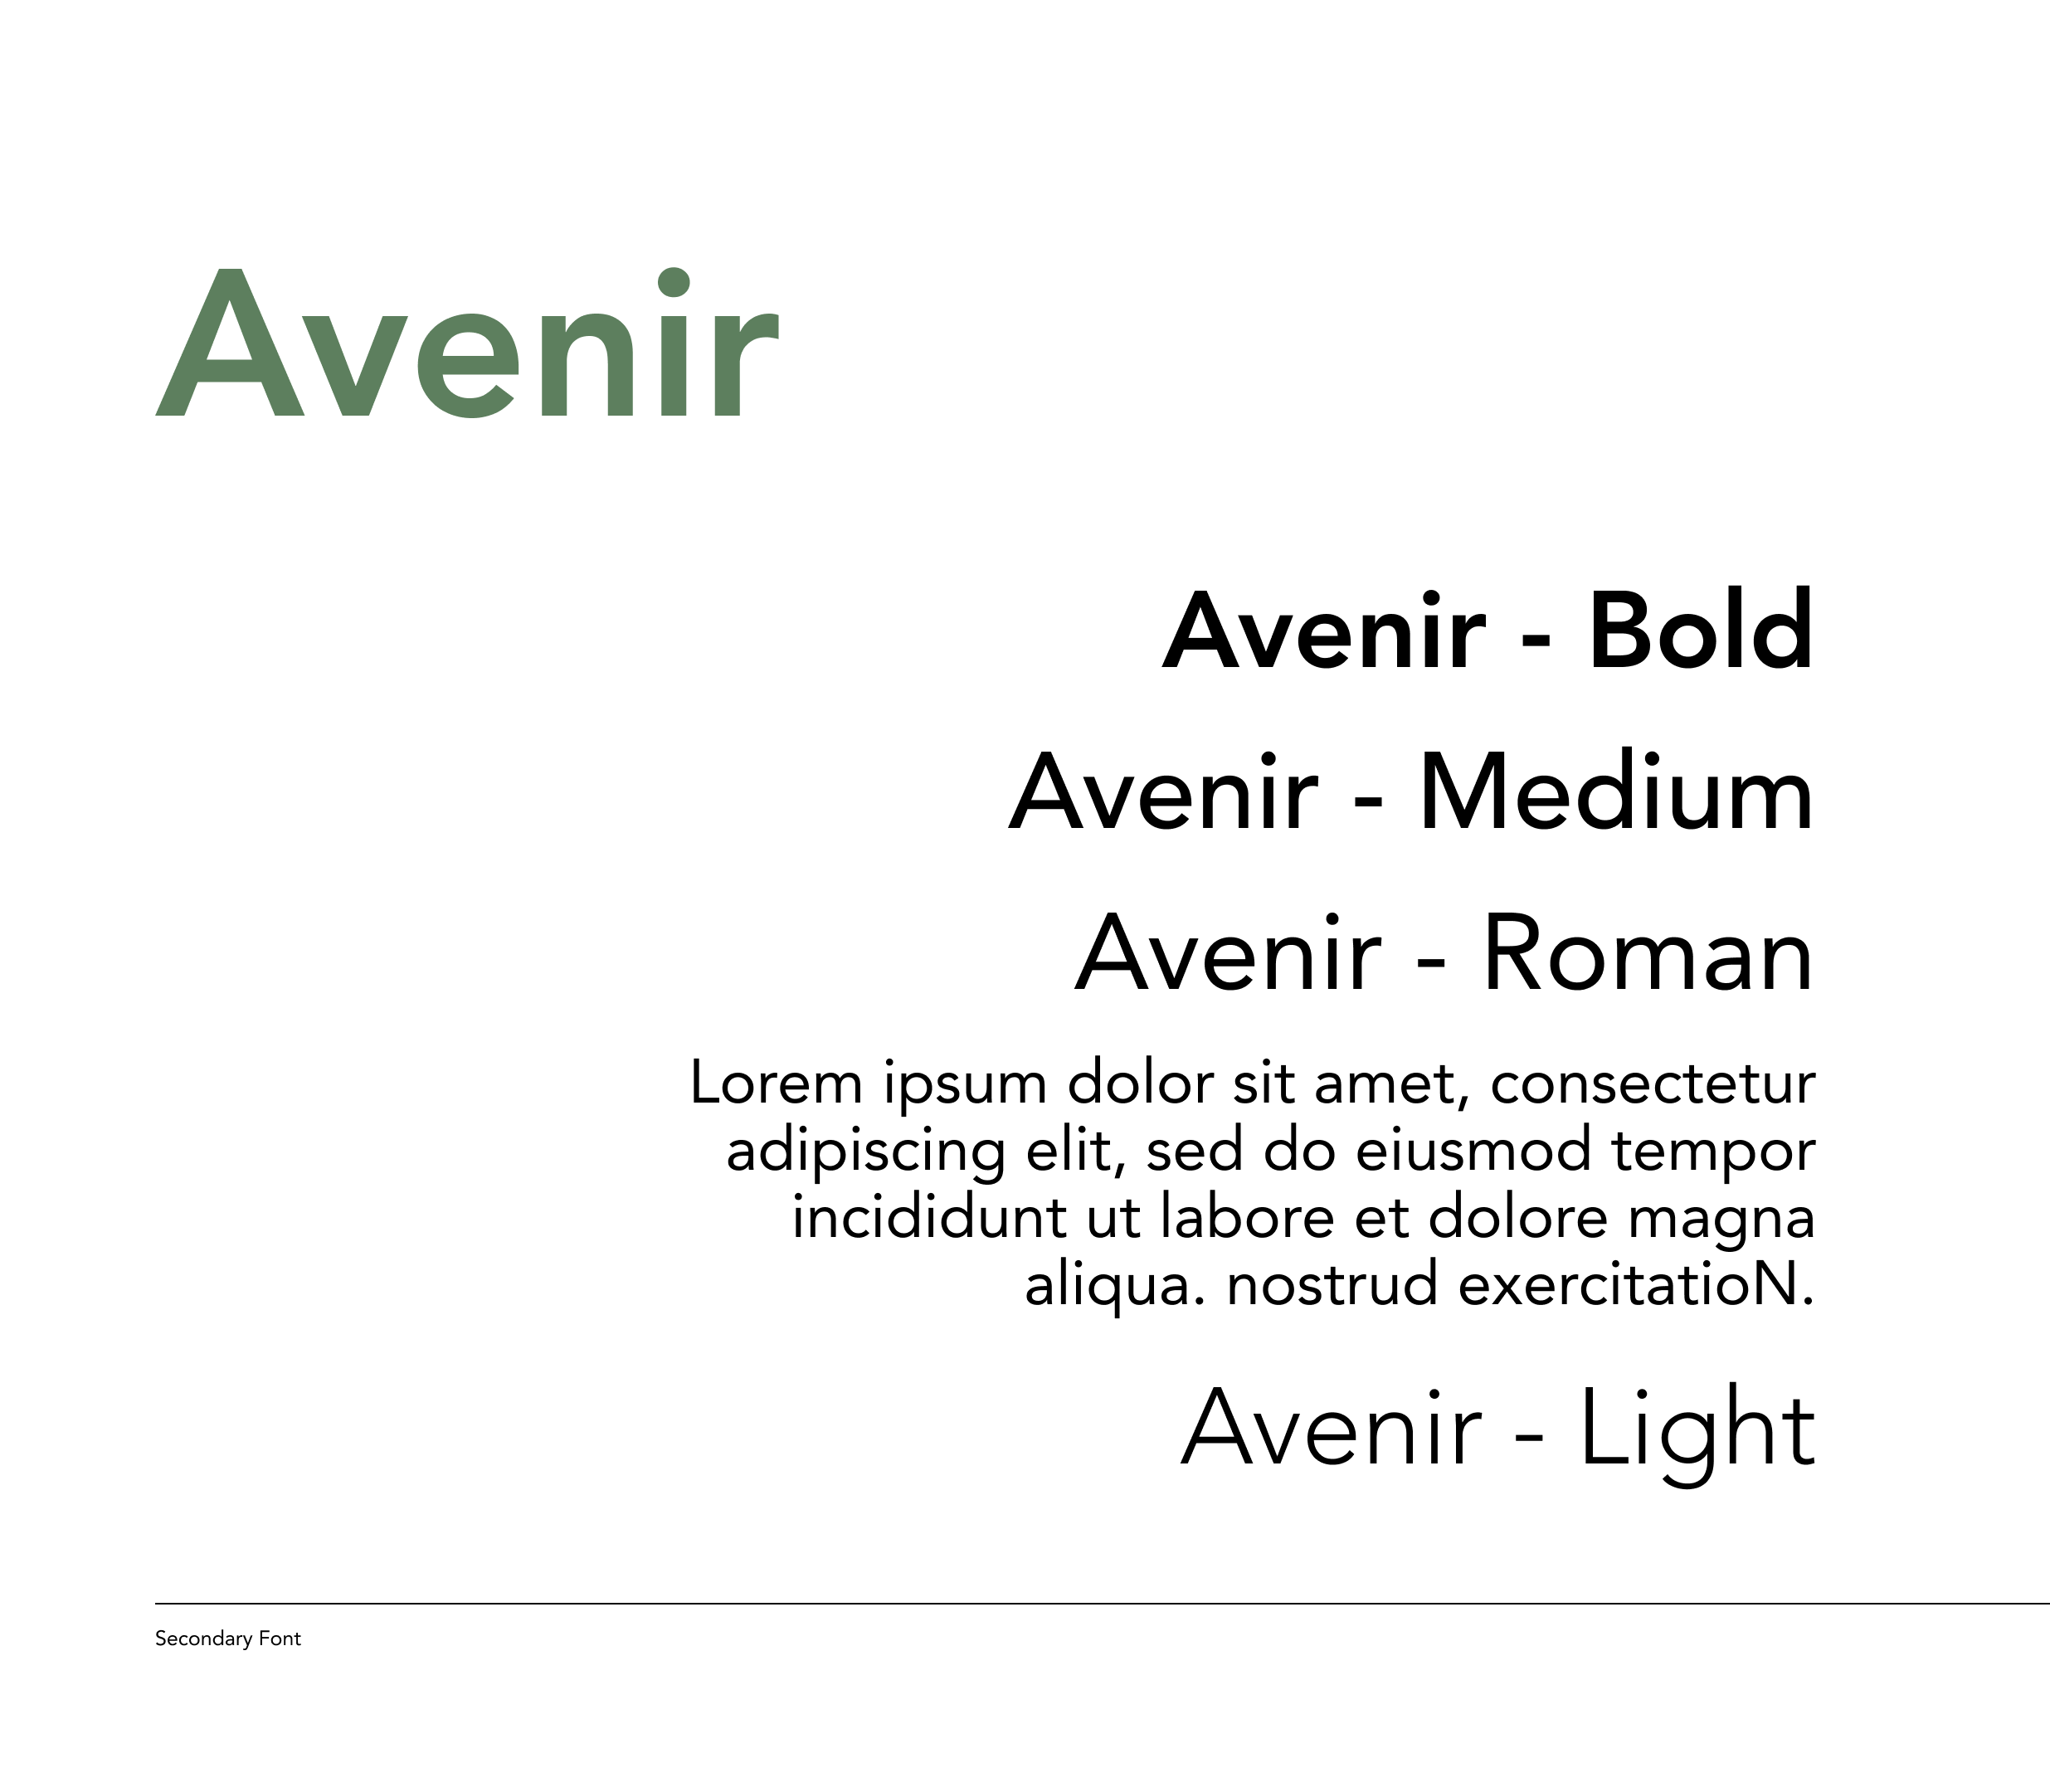 Avenir
Avenir - Bold
Avenir - Medium
Avenir - Roman
Lorem ipsum dolor sit amet, consectetur
adipiscing elit, sed do eiusmod tempor
incididunt ut labore et dolore magna
aliqua. nostrud exercitatioN.
Avenir - Light
Secondary Font